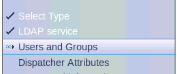 Select Type
LDAP service
Users and Groups
Dispatcher Attributes